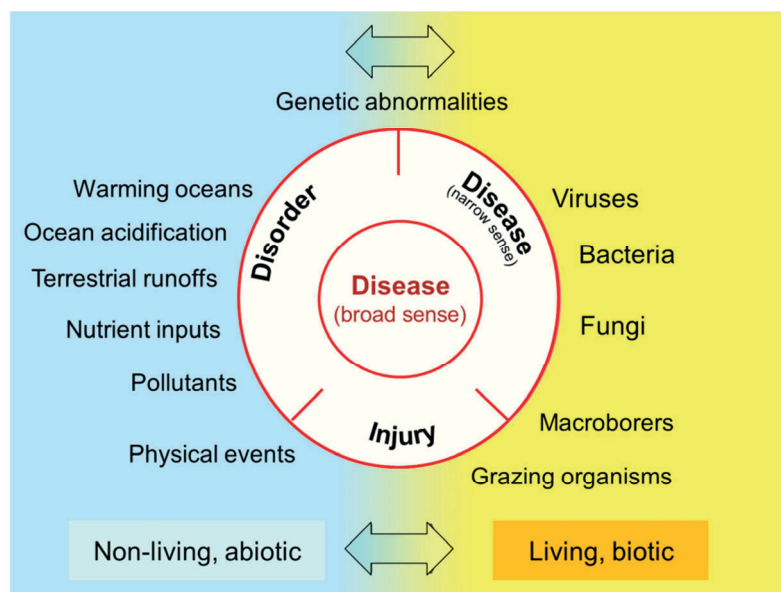 Genetic abnormalities
Warming oceans
Ocean acidification
Terrestrial runoffs
Nutrient inputs
Pollutants
Physical events
Disorder
Disease
(narrow sense)
Injury
Disease
(broad sense)
Viruses
Bacteria
Fungi
Macroborers
Grazing organisms
Non-living, abiotic
Living, biotic